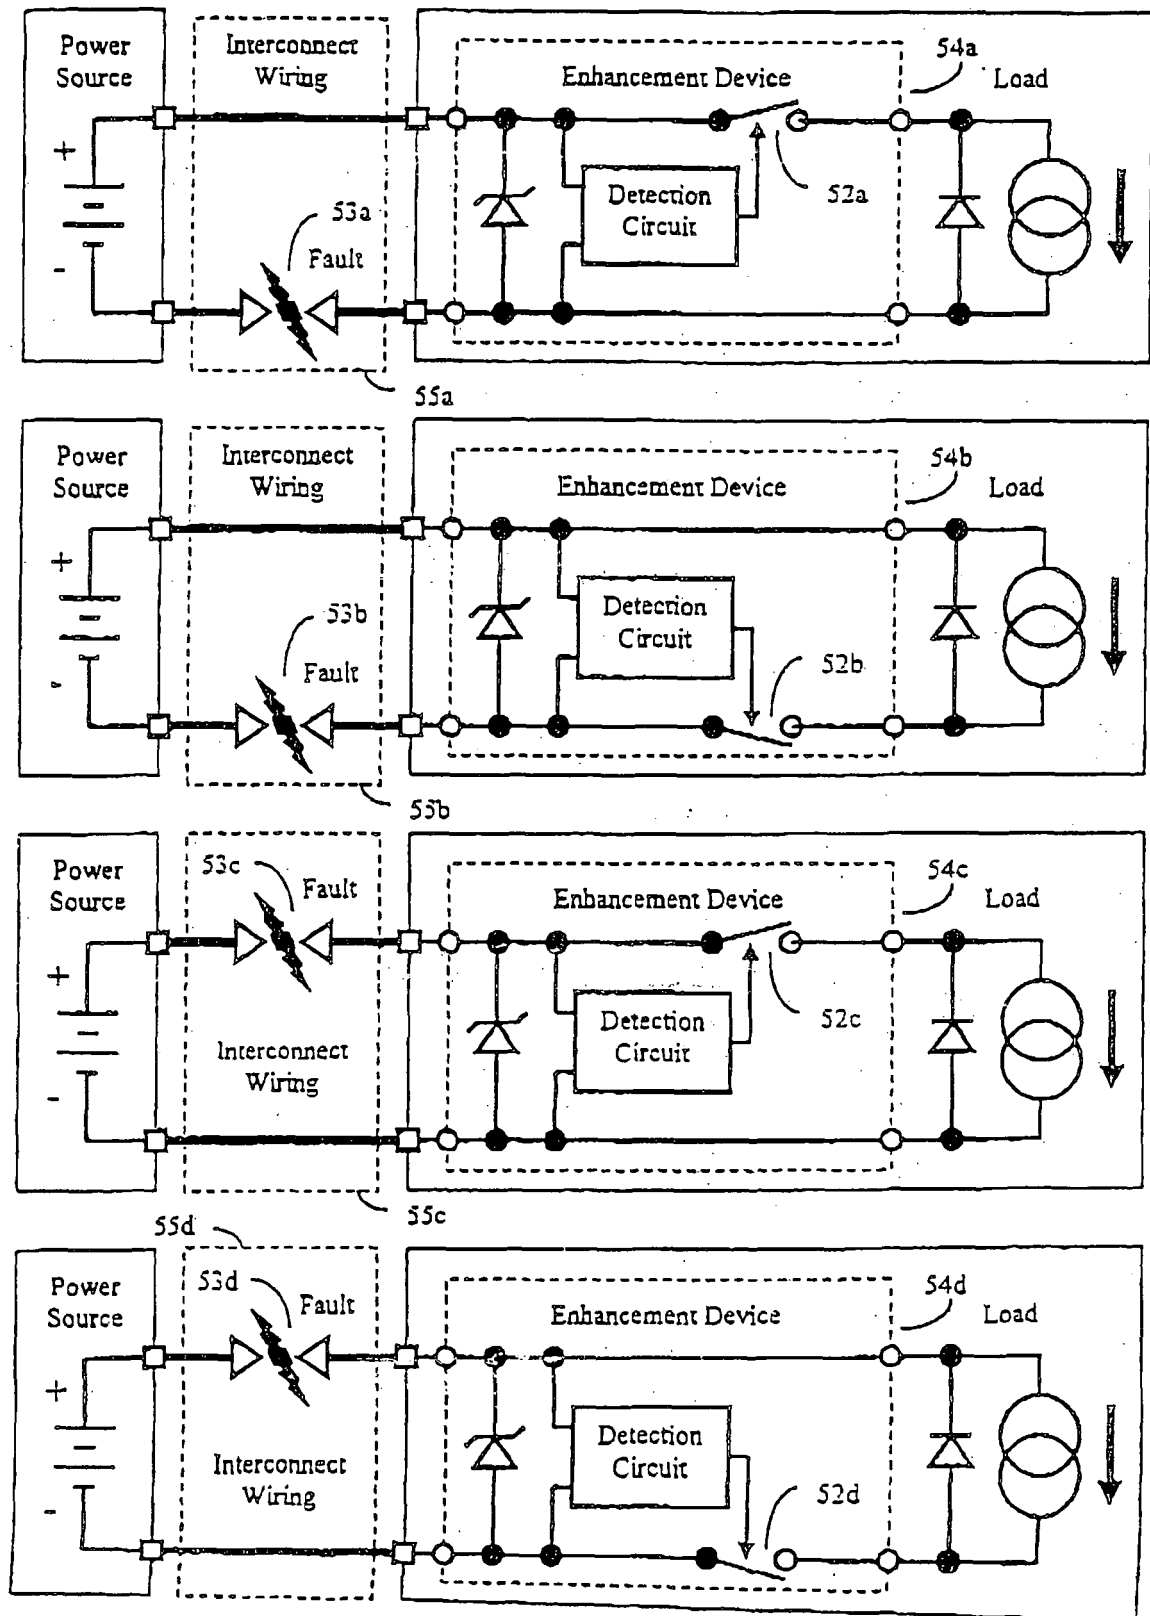 Power
Source
Interconnect
Wiring
Enhancement Device
54a
Load
+
-
53a
Fault
Detection
Circuit
52a
55a
Power
Source
Interconnect
Wiring
Enhancement Device
54b
Load
+
-
53b
Fault
Detection
Circuit
52b
55b
Power
Source
53c
Fault
Enhancement Device
54c
Load
+
-
Interconnect
Wiring
Detection
Circuit
52c
55c
55d
Power
Source
53d
Fault
Enhancement Device
54d
Load
+
-
Interconnect
Wiring
Detection
Circuit
52d